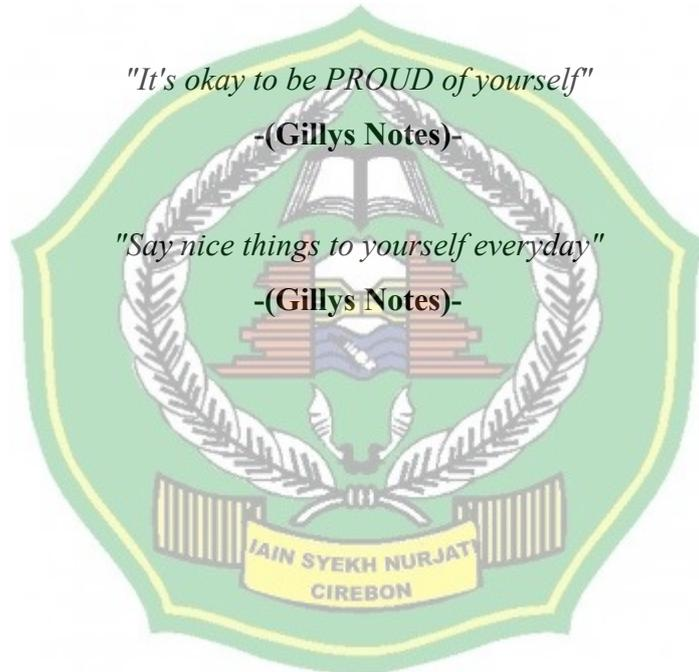 "It's okay to be PROUD of yourself"
-(Gillys Notes)-
"Say nice things to yourself everyday"
-(Gillys Notes)-
IAIN SYEKH NURJATI
CIREBON